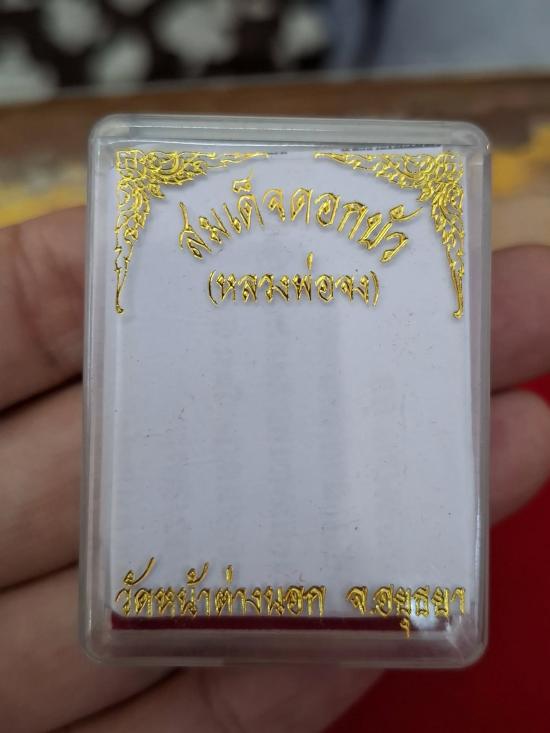 สมเด็จดอกบัว
(หลวงพ่อจง)
วัดหน้าต่างนอก จ.อยุธยา